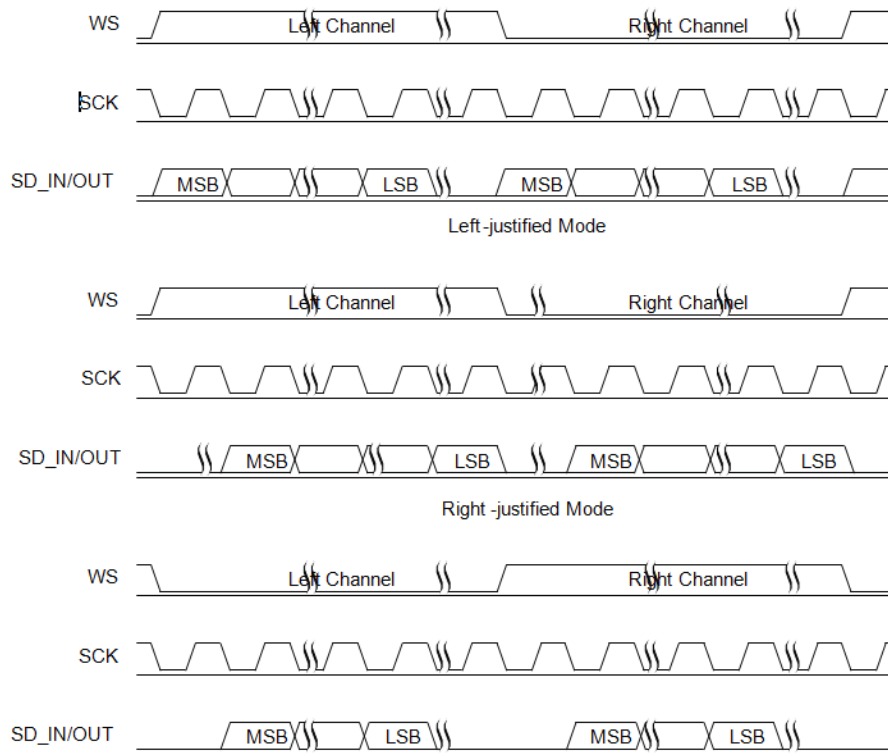 WS Left Channel Right Channel
SCK
SD_IN/OUT MSB LSB MSB LSB
Left-justified Mode
WS Left Channel Right Channel
SCK
SD_IN/OUT MSB LSB MSB LSB
Right -justified Mode
WS Left Channel Right Channel
SCK
SD_IN/OUT MSB LSB MSB LSB